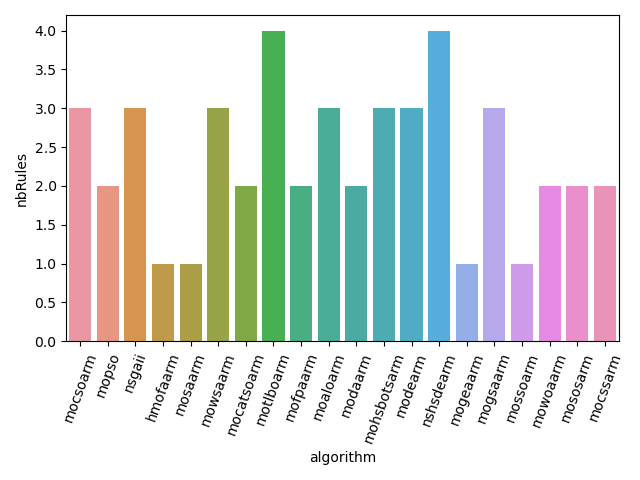 4.0
3.5
3.0
2.5
2.0
1.5
1.0
0.5
0.0
nbRules
mocsoarm
mopso
nsgaii
hmofaarm
mosaarm
mowsaarm
mocatsoarm
motlboarm
mofpaarm
moaloarm
modaarm
mohsbotsarm
modearm
nshsdearm
mogeaarm
mogsaarm
mossoarm
mowoaarm
mososarm
mocssarm
algorithm